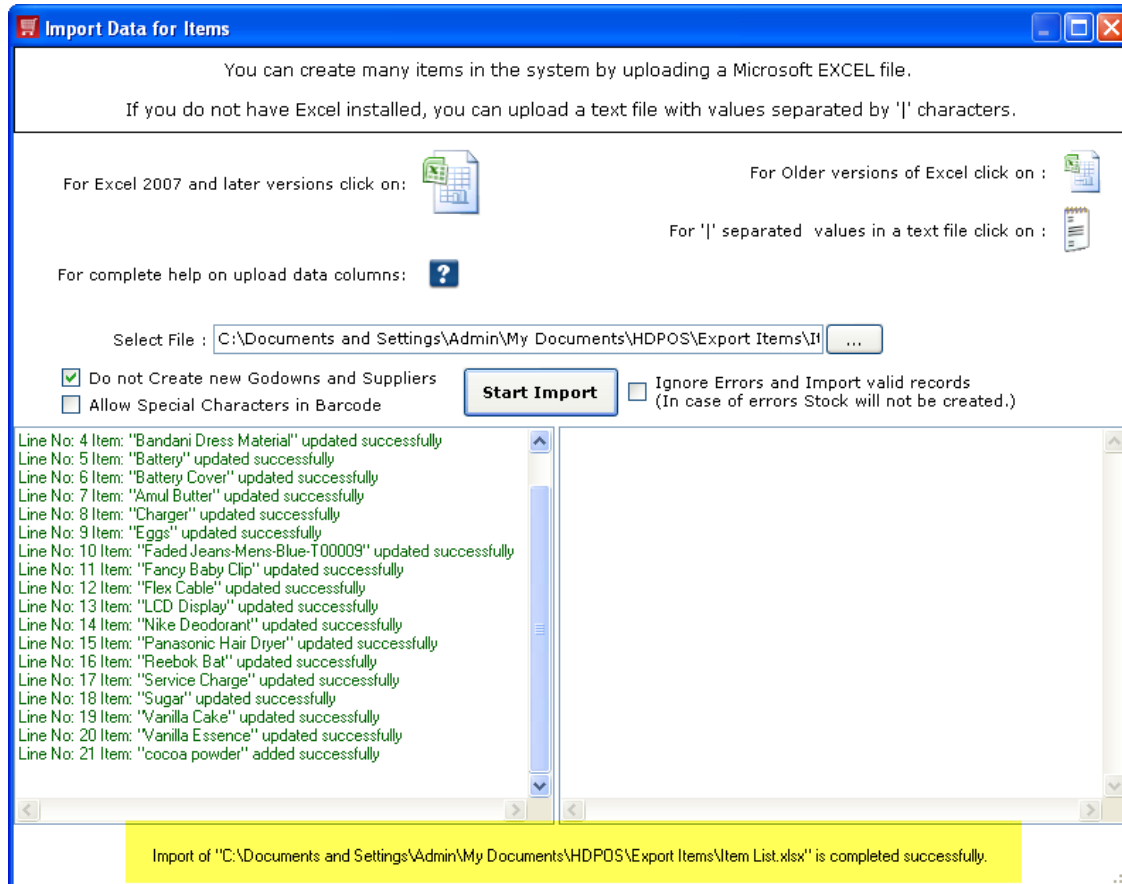 Import Data for Items
You can create many items in the system by uploading a Microsoft EXCEL file.
If you do not have Excel installed, you can upload a text file with values separated by '|' characters.
For Excel 2007 and later versions click on:
For Older versions of Excel click on :
For '|' separated values in a text file click on :
For complete help on upload data columns:
?
Select File : C:\Documents and Settings\Admin\My Documents\HDPOS\Export Items\It ...
Do not Create new Godowns and Suppliers
Allow Special Characters in Barcode
Start Import
Ignore Errors and Import valid records
(In case of errors Stock will not be created.)
Line No: 4 Item: "Bandani Dress Material" updated successfully
Line No: 5 Item: "Battery" updated successfully
Line No: 6 Item: "Battery Cover" updated successfully
Line No: 7 Item: "Amul Butter" updated successfully
Line No: 8 Item: "Charger" updated successfully
Line No: 9 Item: "Eggs" updated successfully
Line No: 10 Item: "Faded Jeans-Mens-Blue-T00009" updated successfully
Line No: 11 Item: "Fancy Baby Clip" updated successfully
Line No: 12 Item: "Flex Cable" updated successfully
Line No: 13 Item: "LCD Display" updated successfully
Line No: 14 Item: "Nike Deodorant" updated successfully
Line No: 15 Item: "Panasonic Hair Dryer" updated successfully
Line No: 16 Item: "Reebok Bat" updated successfully
Line No: 17 Item: "Service Charge" updated successfully
Line No: 18 Item: "Sugar" updated successfully
Line No: 19 Item: "Vanilla Cake" updated successfully
Line No: 20 Item: "Vanilla Essence" updated successfully
Line No: 21 Item: "cocoa powder" added successfully
Import of "C:\Documents and Settings\Admin\My Documents\HDPOS\Export Items\Item List.xlsx" is completed successfully.